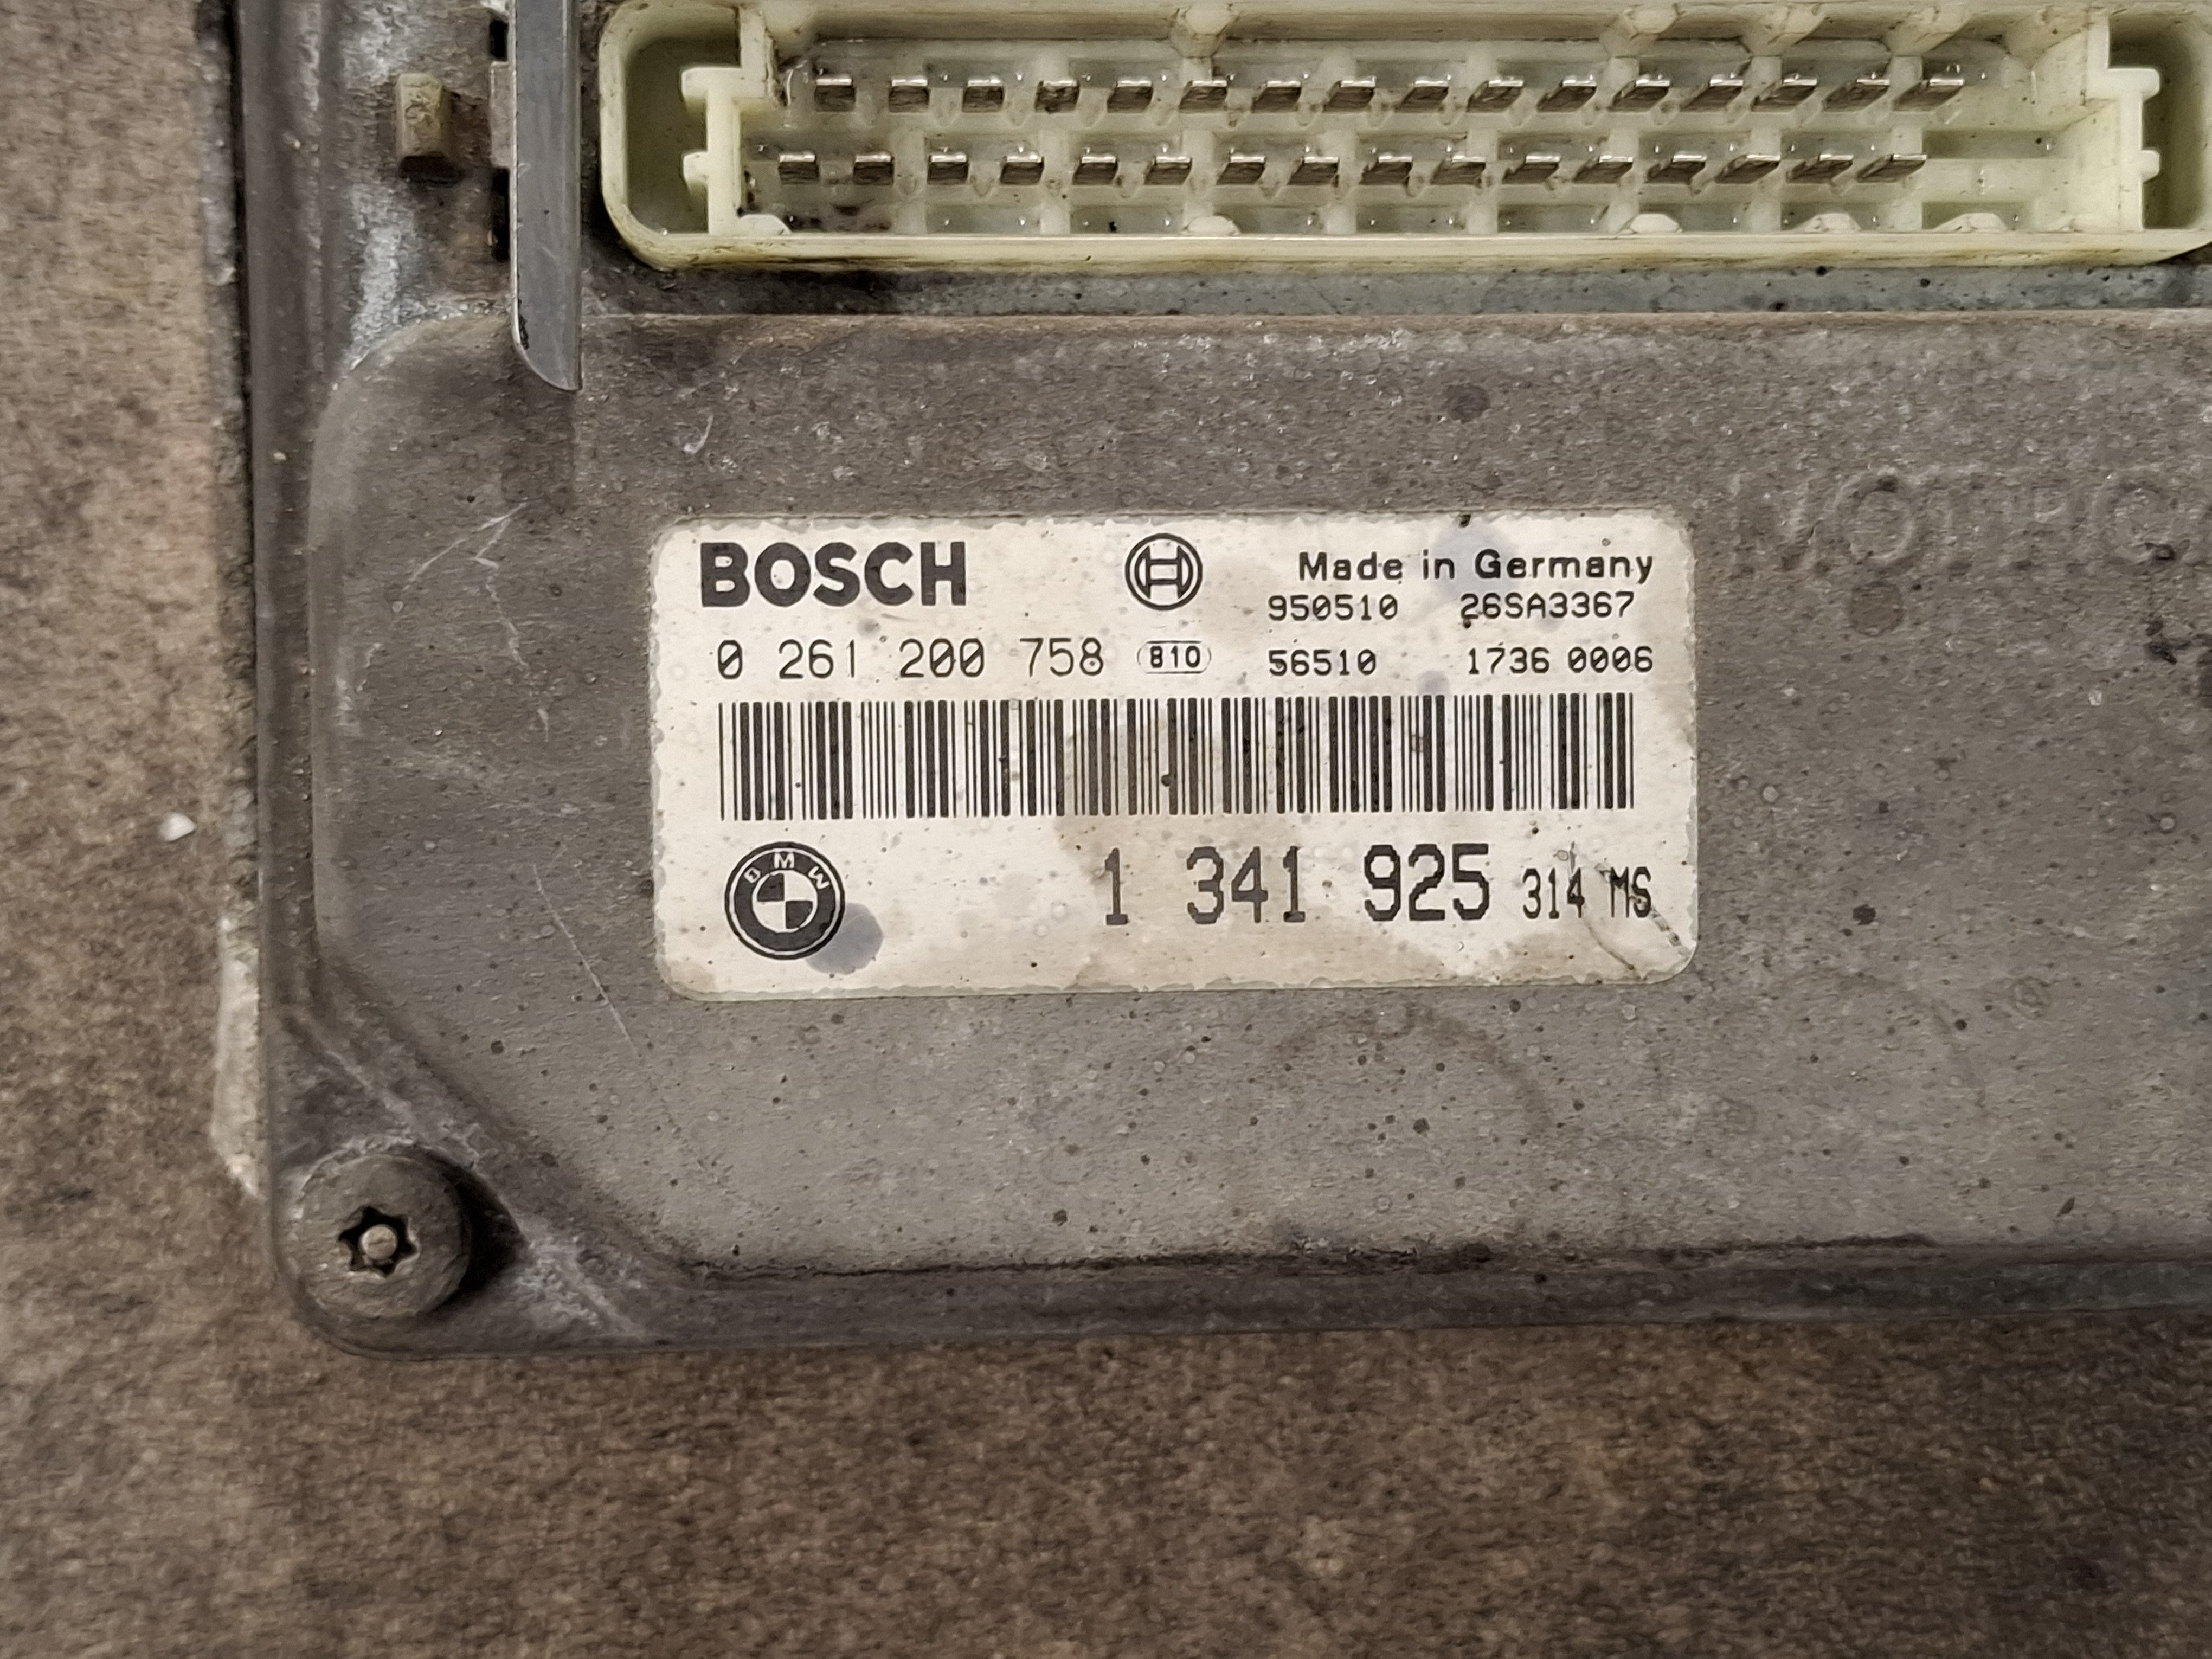 BOSCH Made in Germany
950510 26SA3367
0 261 200 758 810 56510 1736 0006
BMW 1 341 925 314 MS